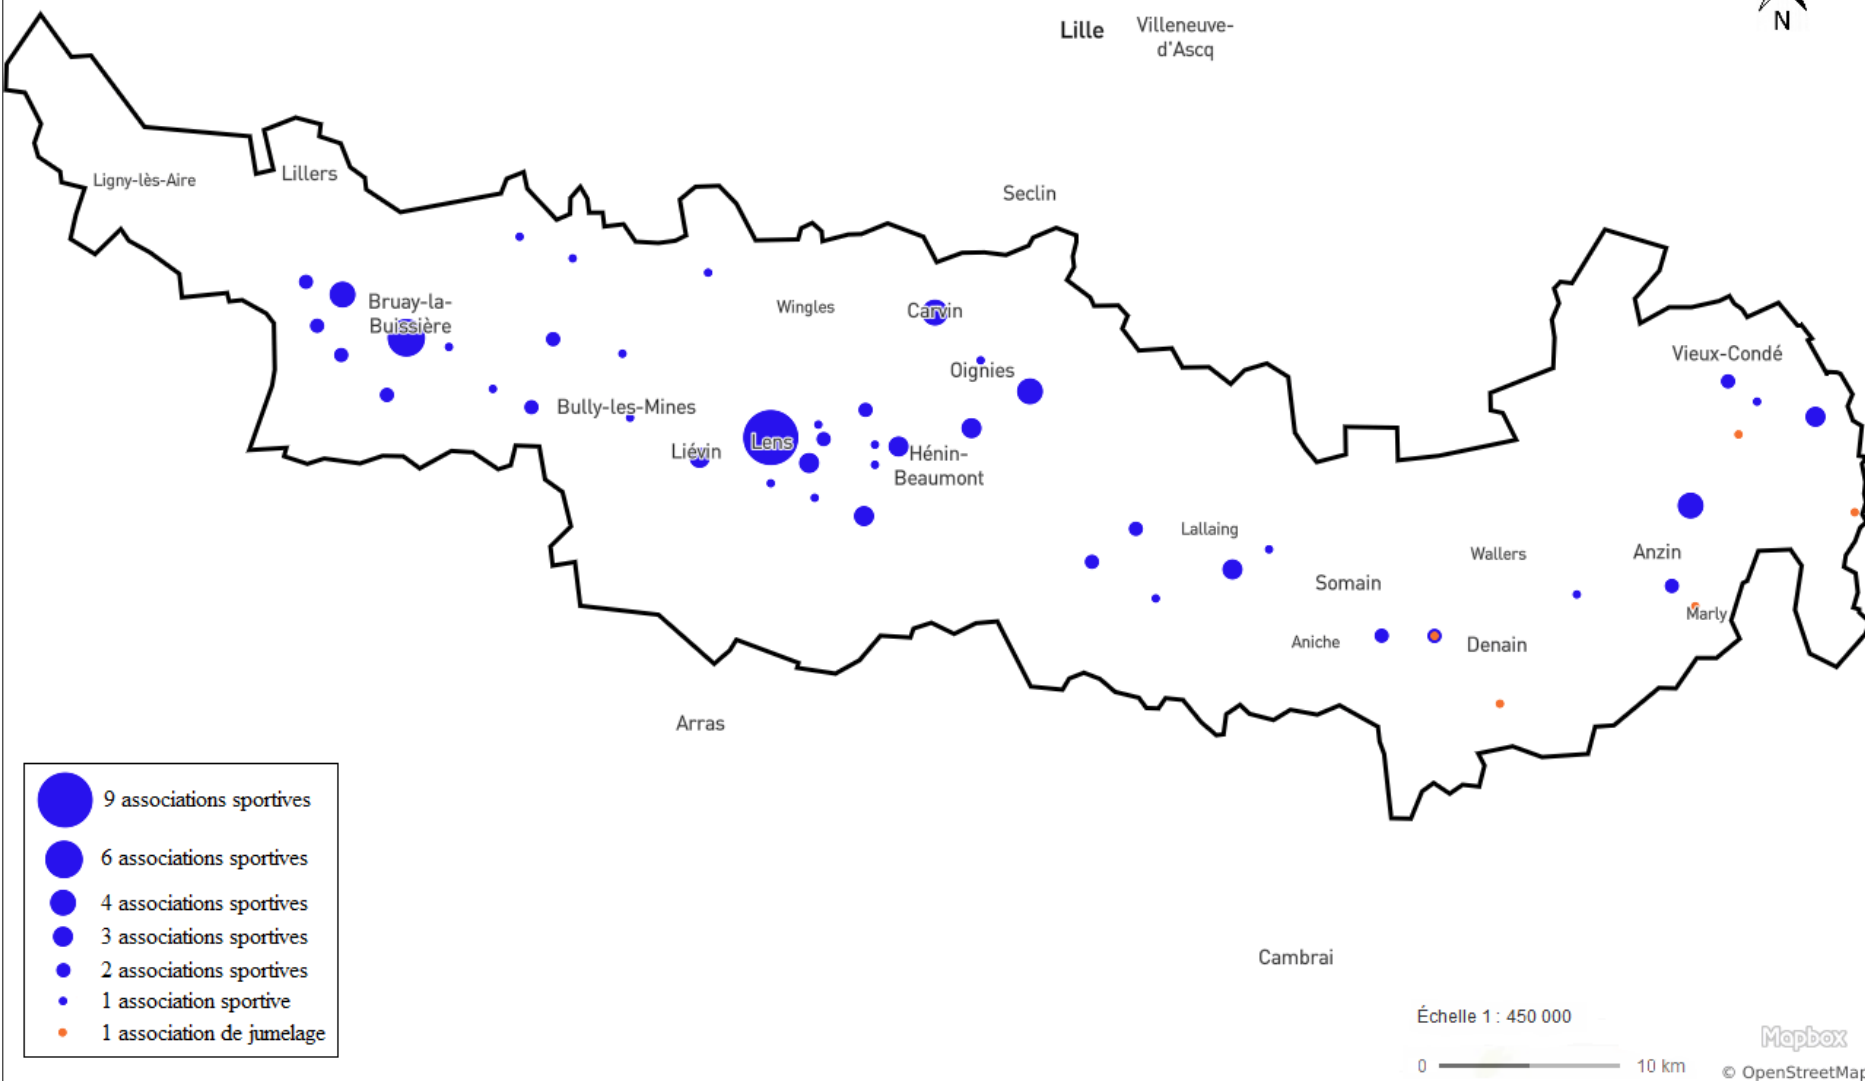 N
Lille
Villeneuve-
d'Ascq
Ligny-lès-Aire
Lillers
Seclin
Bruay-la-
Buissière
Wingles
Carvin
Vieux-Condé
Oignies
Bully-les-Mines
Liévin
Lens
Hénin-
Beaumont
Lallaing
Wallers
Anzin
Somain
Marly
Aniche
Denain
Arras
9 associations sportives
6 associations sportives
4 associations sportives
3 associations sportives
2 associations sportives
1 association sportive
1 association de jumelage
Cambrai
Échelle 1 : 450 000
0
10 km
Mapbox
© OpenStreetMap